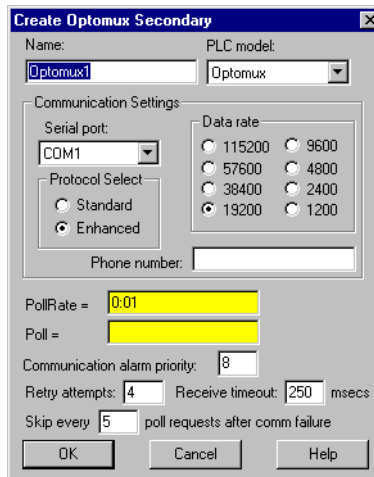 Create Optomux Secondary
Name: PLC model:
Optomux1 Optomux
Communication Settings
Serial port: Data rate
COM1 115200 9600
57600 4800
Protocol Select 38400 2400
Standard 19200 1200
Enhanced
Phone number:
PollRate = 0:01
Poll =
Communication alarm priority: 8
Retry attempts: 4 Receive timeout: 250 msecs
Skip every 5 poll requests after comm failure
OK Cancel Help